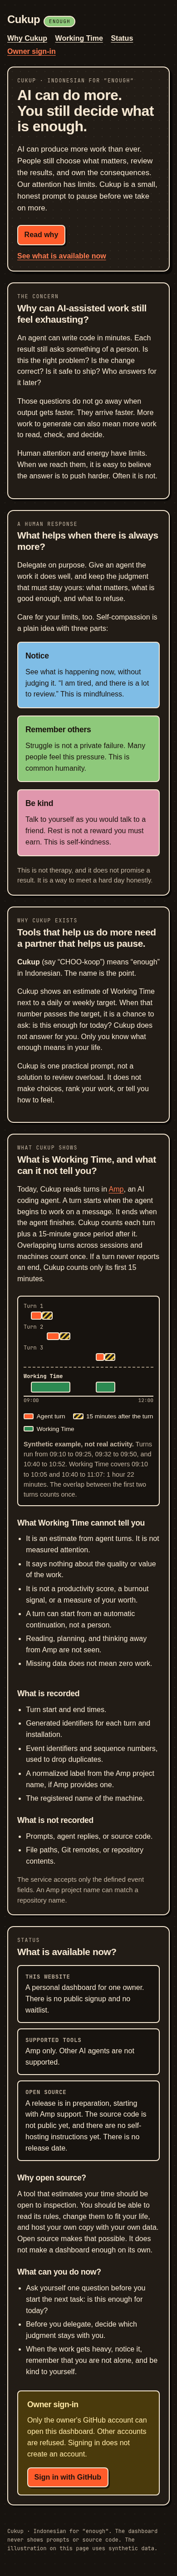 Cukup ENOUGH
Why Cukup Working Time Status
Owner sign-in
CUKUP · INDONESIAN FOR "ENOUGH"
AI can do more.
You still decide what
is enough.
AI can produce more work than ever.
People still choose what matters, review
the results, and own the consequences.
Our attention has limits. Cukup is a small,
honest prompt to pause before we take
on more.
Read why
See what is available now
THE CONCERN
Why can AI-assisted work still
feel exhausting?
An agent can write code in minutes. Each
result still asks something of a person. Is
this the right problem? Is the change
correct? Is it safe to ship? Who answers for
it later?
Those questions do not go away when
output gets faster. They arrive faster. More
work to generate can also mean more work
to read, check, and decide.
Human attention and energy have limits.
When we reach them, it is easy to believe
the answer is to push harder. Often it is not.
A HUMAN RESPONSE
What helps when there is always
more?
Delegate on purpose. Give an agent the
work it does well, and keep the judgment
that must stay yours: what matters, what is
good enough, and what to refuse.
Care for your limits, too. Self-compassion is
a plain idea with three parts:
Notice
See what is happening now, without
judging it. “I am tired, and there is a lot
to review.” This is mindfulness.
Remember others
Struggle is not a private failure. Many
people feel this pressure. This is
common humanity.
Be kind
Talk to yourself as you would talk to a
friend. Rest is not a reward you must
earn. This is self-kindness.
This is not therapy, and it does not promise a
result. It is a way to meet a hard day honestly.
WHY CUKUP EXISTS
Tools that help us do more need
a partner that helps us pause.
Cukup (say “CHOO-koop”) means “enough”
in Indonesian. The name is the point.
Cukup shows an estimate of Working Time
next to a daily or weekly target. When that
number passes the target, it is a chance to
ask: is this enough for today? Cukup does
not answer for you. Only you know what
enough means in your life.
Cukup is one practical prompt, not a
solution to review overload. It does not
make choices, rank your work, or tell you
how to feel.
WHAT CUKUP SHOWS
What is Working Time, and what
can it not tell you?
Today, Cukup reads turns in Amp, an AI
coding agent. A turn starts when the agent
begins to work on a message. It ends when
the agent finishes. Cukup counts each turn
plus a 15-minute grace period after it.
Overlapping turns across sessions and
machines count once. If a turn never reports
an end, Cukup counts only its first 15
minutes.
Turn 1
Turn 2
Turn 3
Working Time
09:00 12:00
Agent turn 15 minutes after the turn
Working Time
Synthetic example, not real activity. Turns
run from 09:10 to 09:25, 09:32 to 09:50, and
10:40 to 10:52. Working Time covers 09:10
to 10:05 and 10:40 to 11:07: 1 hour 22
minutes. The overlap between the first two
turns counts once.
What Working Time cannot tell you
• It is an estimate from agent turns. It is not
measured attention.
• It says nothing about the quality or value
of the work.
• It is not a productivity score, a burnout
signal, or a measure of your worth.
• A turn can start from an automatic
continuation, not a person.
• Reading, planning, and thinking away
from Amp are not seen.
• Missing data does not mean zero work.
What is recorded
• Turn start and end times.
• Generated identifiers for each turn and
installation.
• Event identifiers and sequence numbers,
used to drop duplicates.
• A normalized label from the Amp project
name, if Amp provides one.
• The registered name of the machine.
What is not recorded
• Prompts, agent replies, or source code.
• File paths, Git remotes, or repository
contents.
The service accepts only the defined event
fields. An Amp project name can match a
repository name.
STATUS
What is available now?
THIS WEBSITE
A personal dashboard for one owner.
There is no public signup and no
waitlist.
SUPPORTED TOOLS
Amp only. Other AI agents are not
supported.
OPEN SOURCE
A release is in preparation, starting
with Amp support. The source code is
not public yet, and there are no self-
hosting instructions yet. There is no
release date.
Why open source?
A tool that estimates your time should be
open to inspection. You should be able to
read its rules, change them to fit your life,
and host your own copy with your own data.
Open source makes that possible. It does
not make a dashboard enough on its own.
What can you do now?
• Ask yourself one question before you
start the next task: is this enough for
today?
• Before you delegate, decide which
judgment stays with you.
• When the work gets heavy, notice it,
remember that you are not alone, and be
kind to yourself.
Owner sign-in
Only the owner's GitHub account can
open this dashboard. Other accounts
are refused. Signing in does not
create an account.
Sign in with GitHub
Cukup · Indonesian for "enough". The dashboard
never shows prompts or source code. The
illustration on this page uses synthetic data.